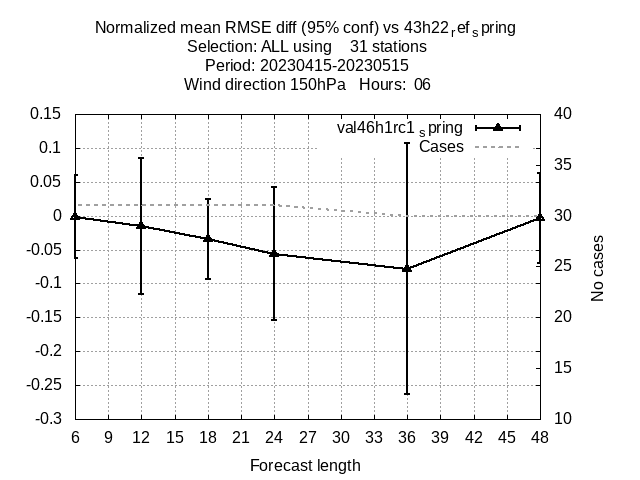 Normalized mean RMSE diff (95% conf) vs 43h22refspring
Selection: ALL using 31 stations
Period: 20230415-20230515
Wind direction 150hPa Hours: 06
val46h1rc1spring
Cases
0.15
0.1
0.05
0
-0.05
-0.1
-0.15
-0.2
-0.25
-0.3
40
35
30
25
20
15
10
No cases
6 9 12 15 18 21 24 27 30 33 36 39 42 45 48
Forecast length